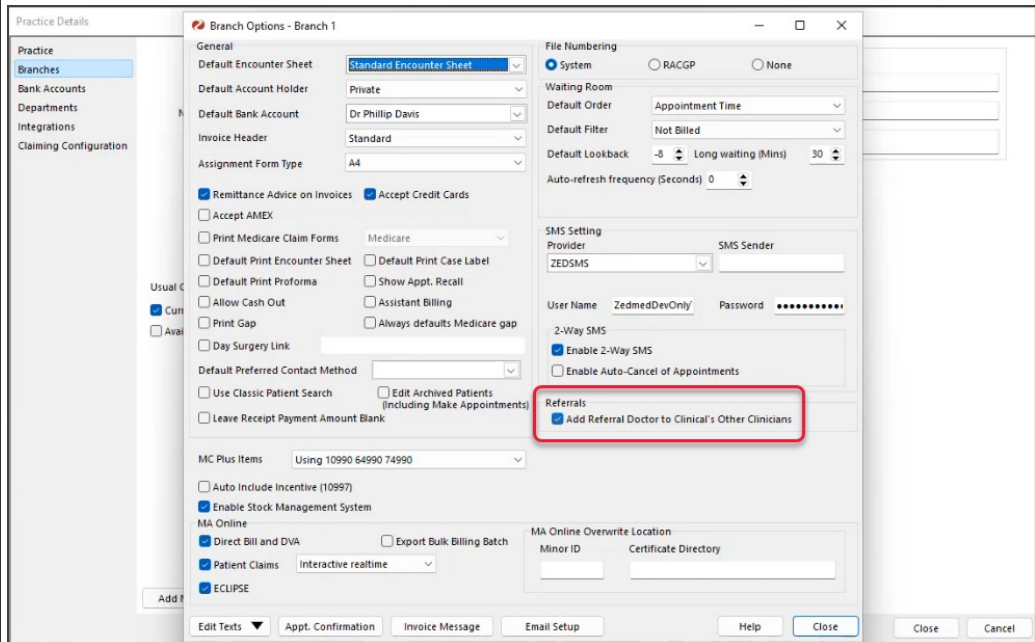 Practice Details
Practice
Branches
Bank Accounts
Departments
Integrations
Claiming Configuration
N
Usual C
Curr
Avai
Add N
Branch Options - Branch 1
General
Default Encounter Sheet Standard Encounter Sheet
Default Account Holder Private
Default Bank Account Dr Phillip Davis
Invoice Header Standard
Assignment Form Type A4
Remittance Advice on Invoices Accept Credit Cards
Accept AMEX
Print Medicare Claim Forms Medicare
Default Print Encounter Sheet Default Print Case Label
Default Print Proforma Show Appt. Recall
Allow Cash Out Assistant Billing
Print Gap Always defaults Medicare gap
Day Surgery Link
Default Preferred Contact Method
Use Classic Patient Search Edit Archived Patients
(Including Make Appointments)
Leave Receipt Payment Amount Blank
MC Plus Items Using 10990 64990 74990
Auto Include Incentive (10997)
Enable Stock Management System
File Numbering
System RACGP None
Waiting Room
Default Order Appointment Time
Default Filter Not Billed
Default Lookback -8 Long waiting (Mins) 30
Auto-refresh frequency (Seconds) 0
SMS Setting
Provider SMS Sender
ZEDSMS
User Name ZedmedDevOnly Password
2-Way SMS
Enable 2-Way SMS
Enable Auto-Cancel of Appointments
Referrals
Add Referral Doctor to Clinical's Other Clinicians
MA Online
Direct Bill and DVA Export Bulk Billing Batch
Patient Claims Interactive realtime
ECLIPSE
MA Online Overwrite Location
Minor ID Certificate Directory
Edit Texts Appt. Confirmation Invoice Message Email Setup Help Close
Close Cancel